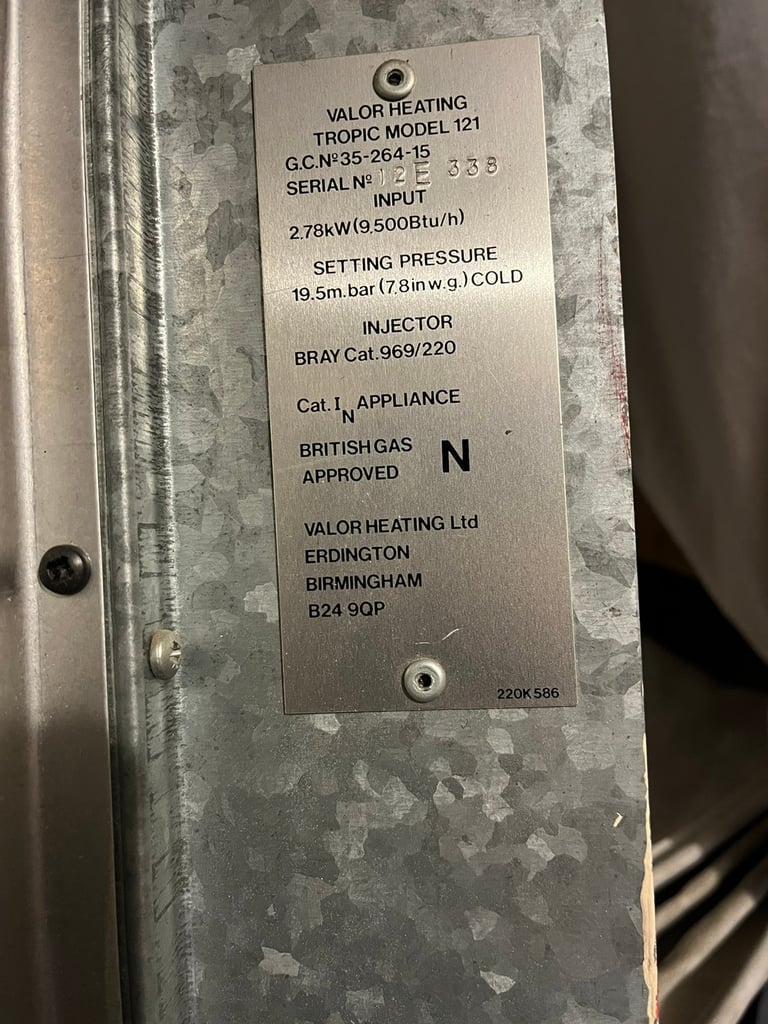 VALOR HEATING
TROPIC MODEL 121
G.C.Nº35-264-15
SERIAL Nº 12E 338
INPUT
2.78kW(9,500Btu/h)
SETTING PRESSURE
19.5m.bar(7.8in w.g.) COLD
INJECTOR
BRAY Cat.969/220
Cat. I N APPLIANCE
BRITISH GAS
APPROVED N
VALOR HEATING Ltd
ERDINGTON
BIRMINGHAM
B24 9QP
220K586